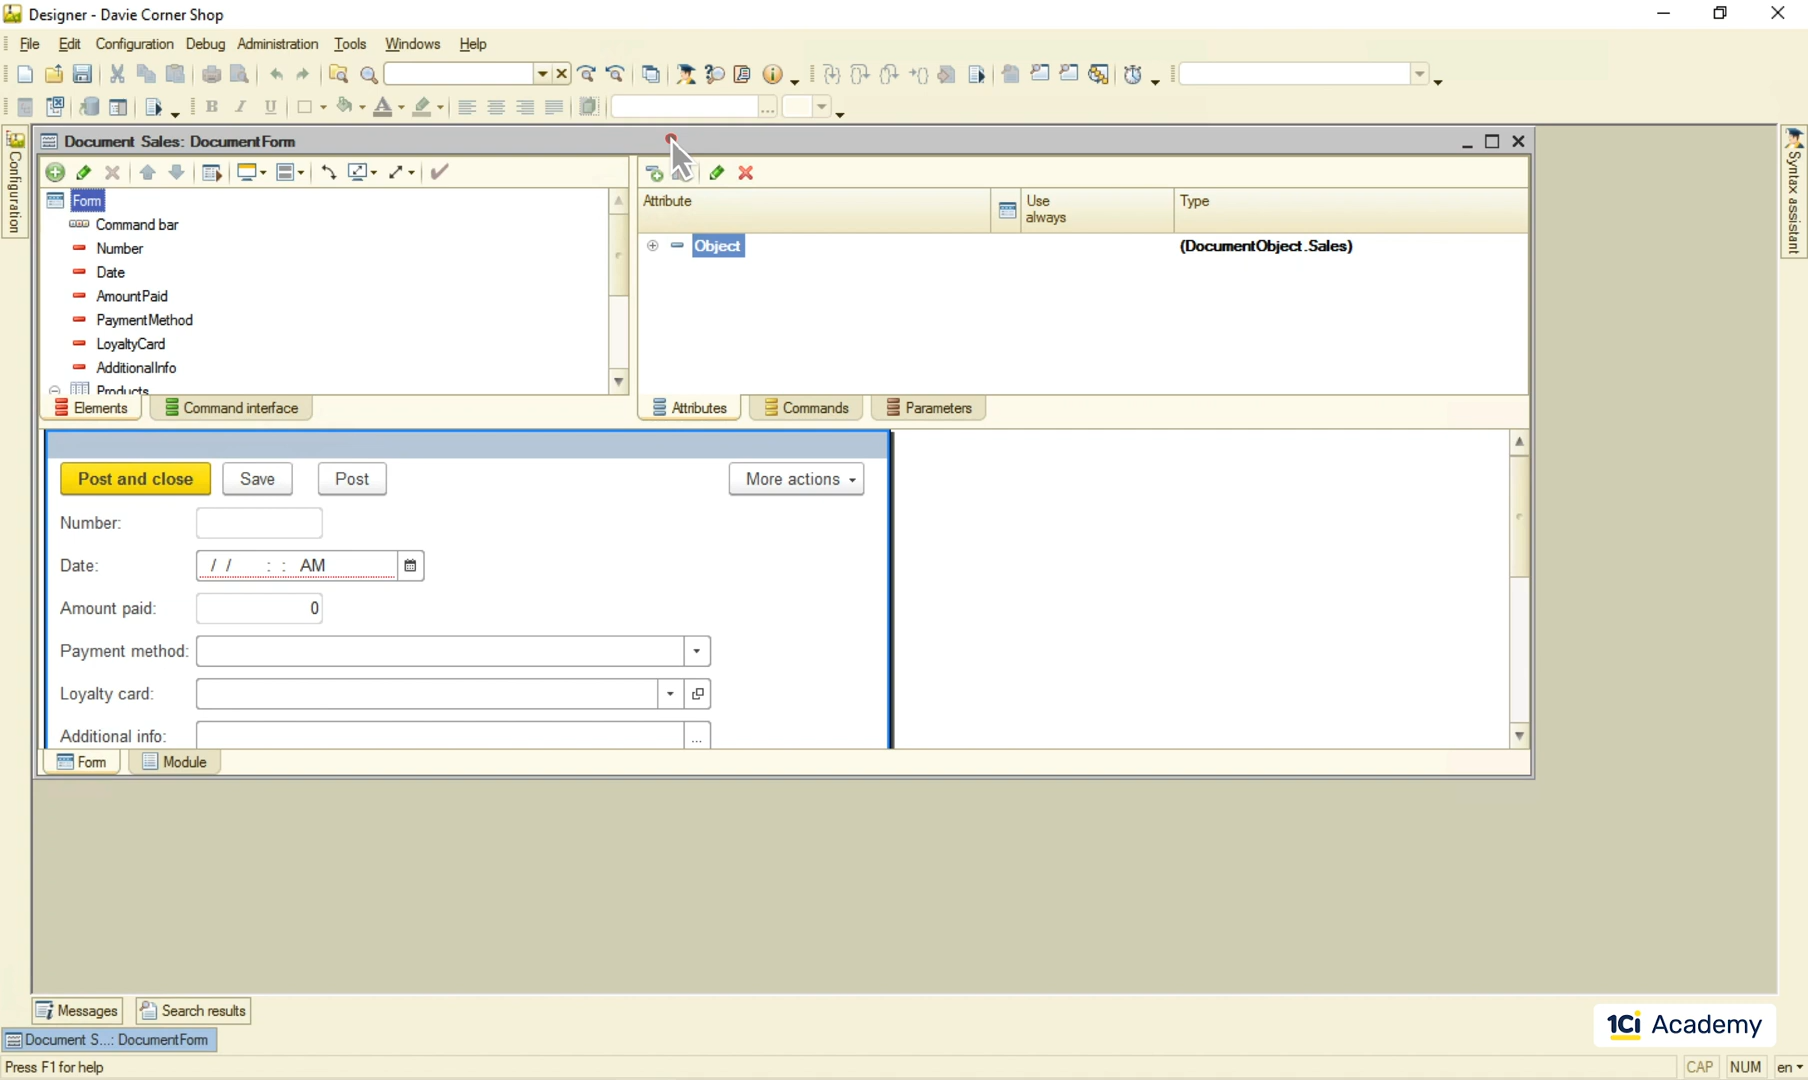 Designer - Davie Corner Shop
File Edit Configuration Debug Administration Tools Windows Help
Configuration
Document Sales: DocumentForm
Syntax assistant
Form
Command bar
Number
Date
AmountPaid
PaymentMethod
LoyaltyCard
AdditionalInfo
Products
Elements
Command interface
Attribute
Use always
Type
Object
(DocumentObject.Sales)
Attributes
Commands
Parameters
Post and close
Save
Post
More actions
Number:
Date:
/ / : : AM
Amount paid:
0
Payment method:
Loyalty card:
Additional info:
...
Form
Module
Messages
Search results
1Ci Academy
Document S...: DocumentForm
Press F1 for help
CAP
NUM
en